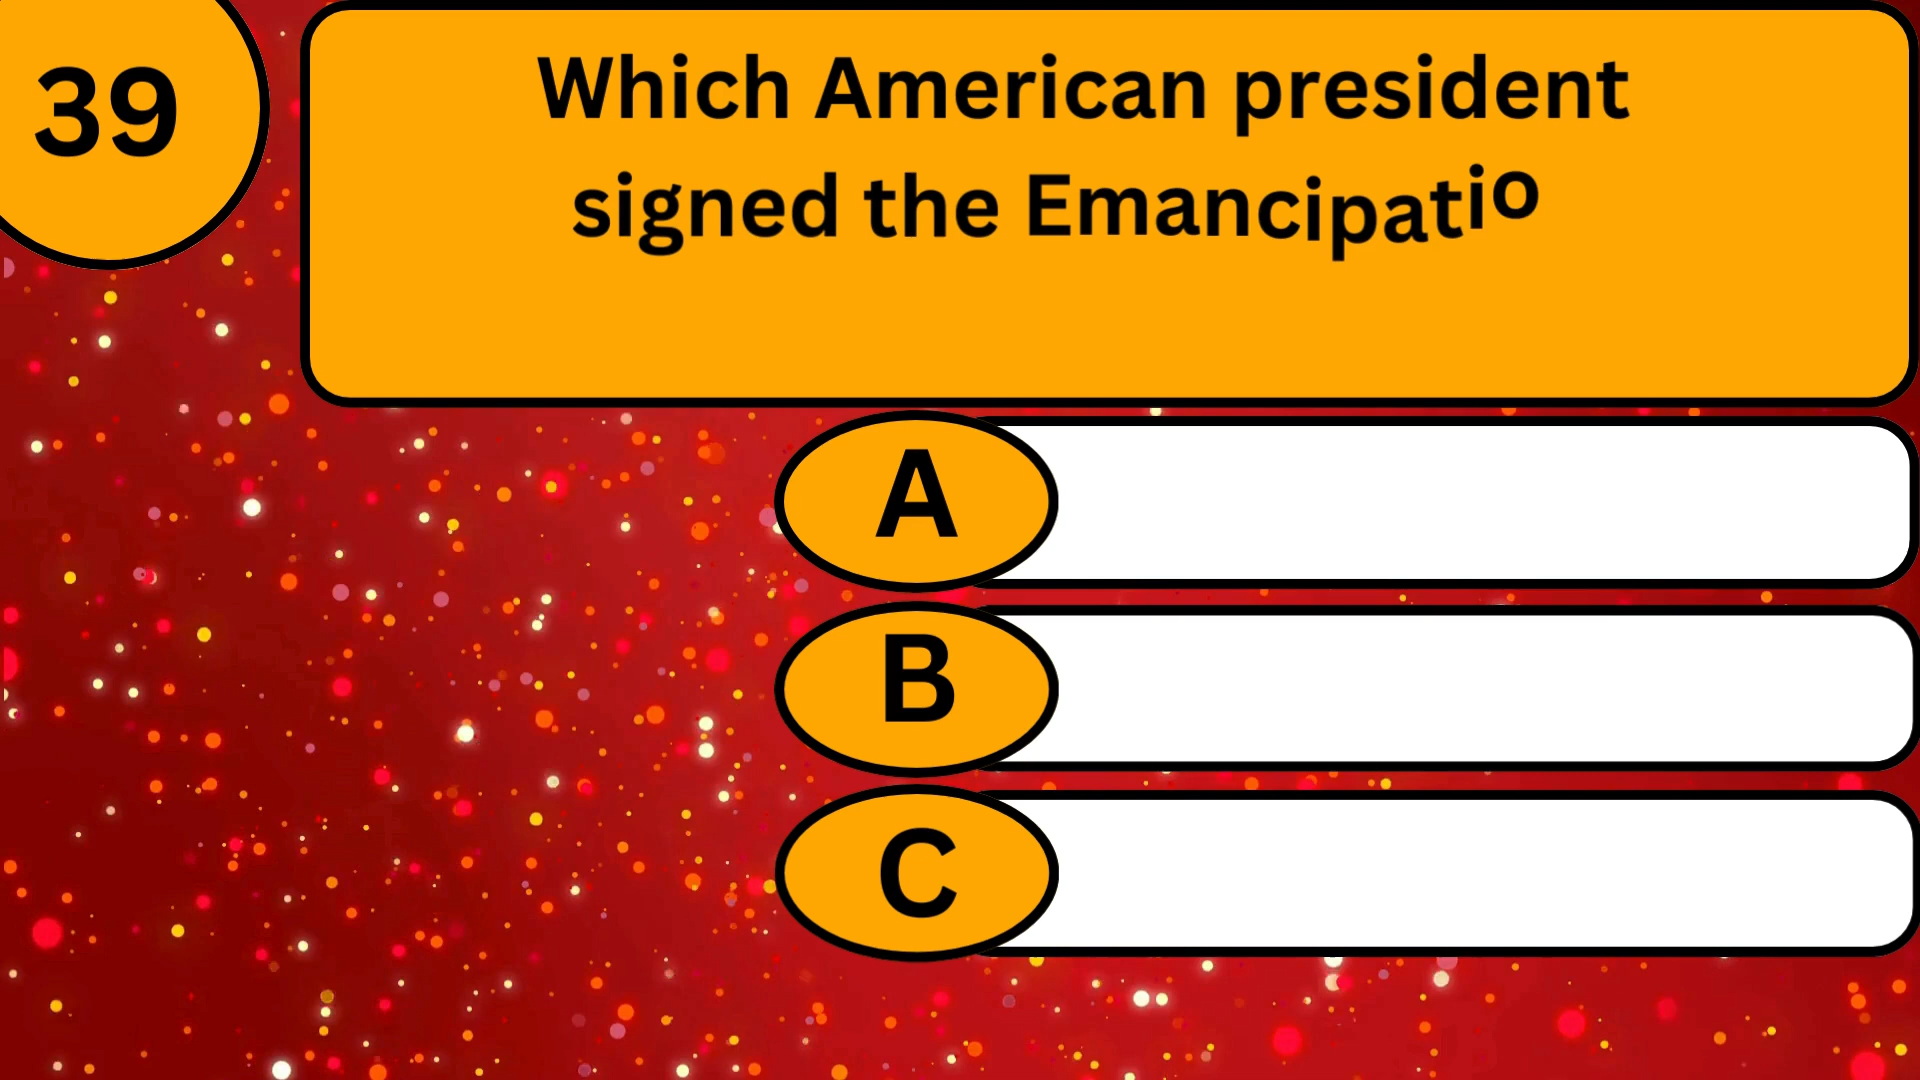 39
Which American president
signed the Emancipatio
A
B
C